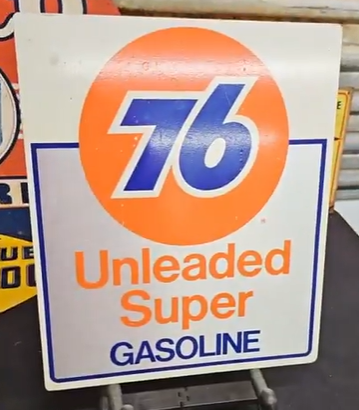 76
Unleaded
Super
GASOLINE